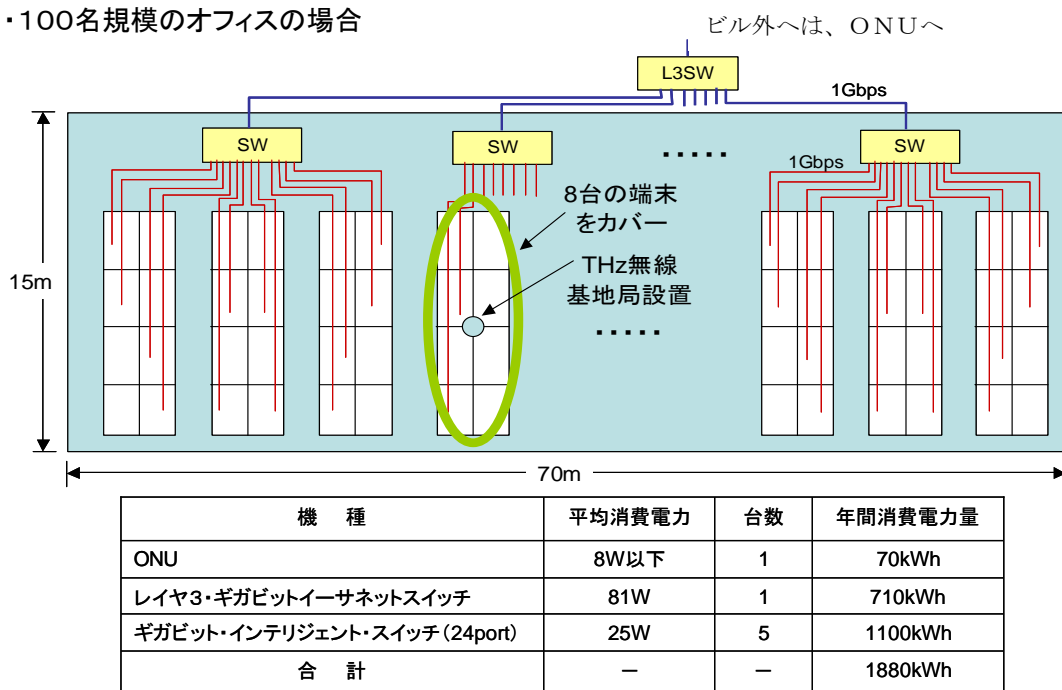 ・100名規模のオフィスの場合
ビル外へは、ONUへ
L3SW
1Gbps
SW
SW
・・・・・
SW
1Gbps
8台の端末
をカバー
THz無線
基地局設置
・・・・・
15m
70m
機 種 平均消費電力 台数 年間消費電力量
ONU 8W以下 1 70kWh
レイヤ3・ギガビットイーサネットスイッチ 81W 1 710kWh
ギガビット・インテリジェント・スイッチ(24port) 25W 5 1100kWh
合 計 － － 1880kWh